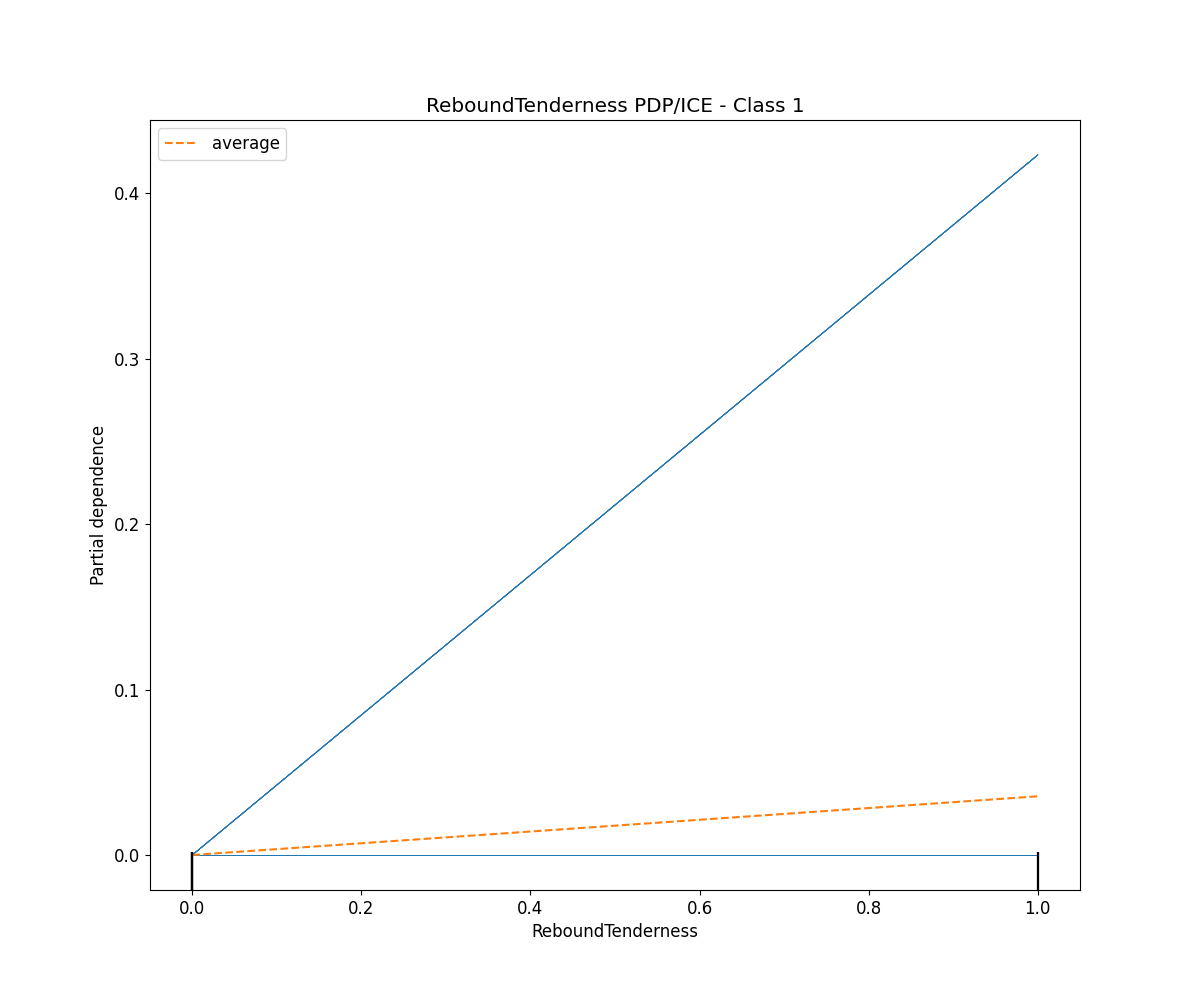 ReboundTenderness PDP/ICE - Class 1
average
0.4
0.3
0.2
0.1
0.0
Partial dependence
0.0 0.2 0.4 0.6 0.8 1.0
ReboundTenderness